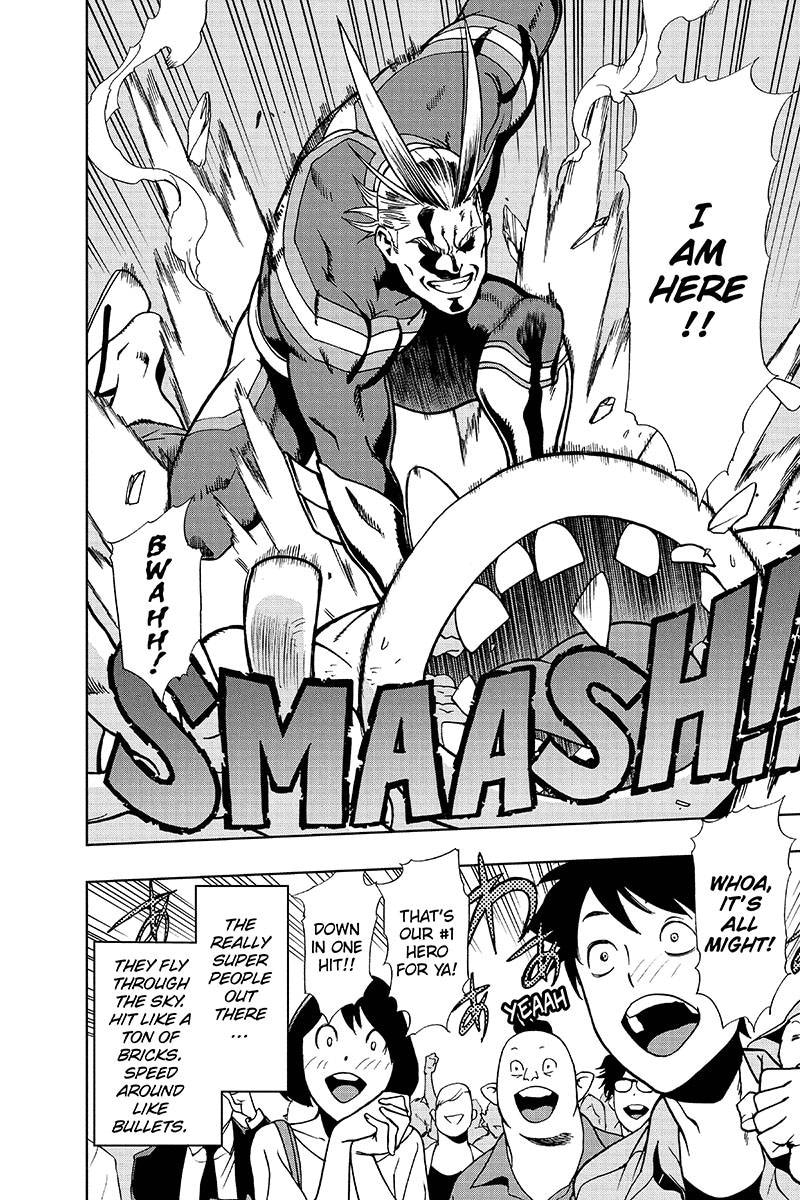 I
AM
HERE
!!
BWAHH!
SMAASH!!
WHOA,
IT'S
ALL
MIGHT!
YEAAH
THAT'S
OUR #1
HERO
FOR YA!
DOWN
IN ONE
HIT!!
THE
REALLY
SUPER
PEOPLE
OUT
THERE
...
THEY FLY
THROUGH
THE SKY.
HIT LIKE A
TON OF
BRICKS.
SPEED
AROUND
LIKE
BULLETS.